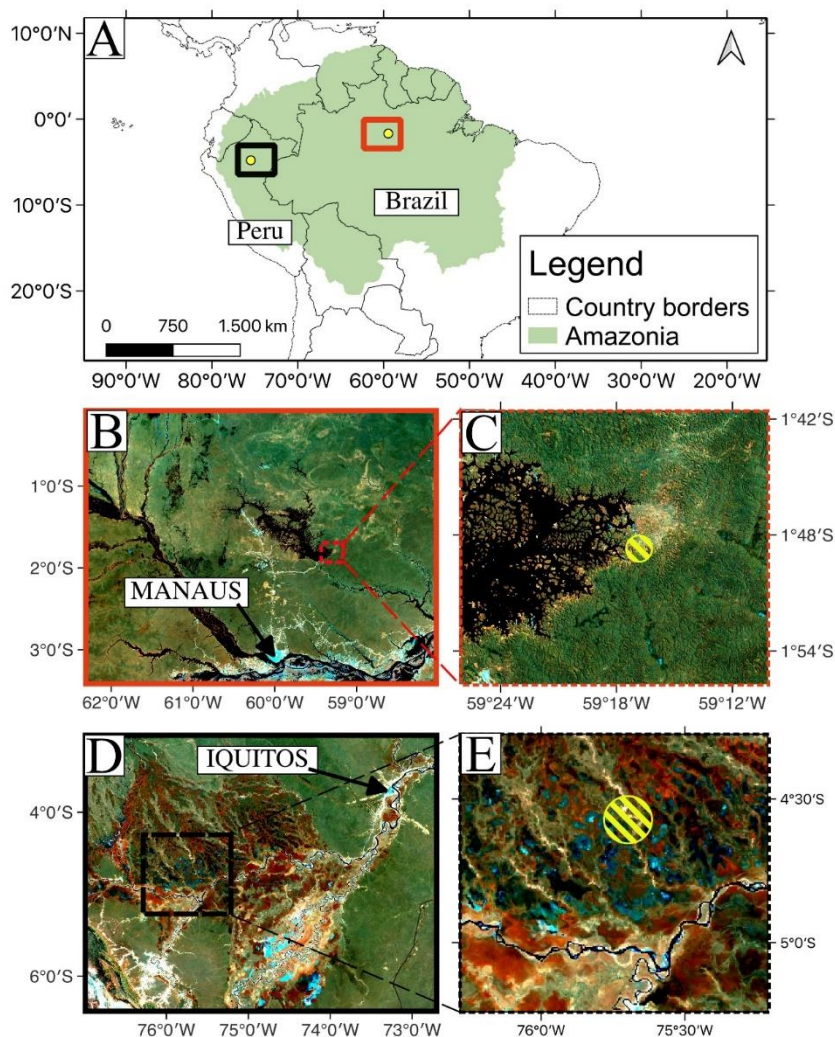 A
10°0'N
0°0'
10°0'S
20°0'S
Brazil
Peru
Legend
Country borders
Amazonia
0 750 1.500 km
90°0'W 80°0'W 70°0'W 60°0'W 50°0'W 40°0'W 30°0'W 20°0'W
B
1°0'S
2°0'S
3°0'S
MANAUS
62°0'W 61°0'W 60°0'W 59°0'W
C
1°42'S
1°48'S
1°54'S
59°24'W 59°18'W 59°12'W
D
IQUITOS
4°0'S
6°0'S
76°0'W 75°0'W 74°0'W 73°0'W
E
4°30'S
5°0'S
76°0'W 75°30'W